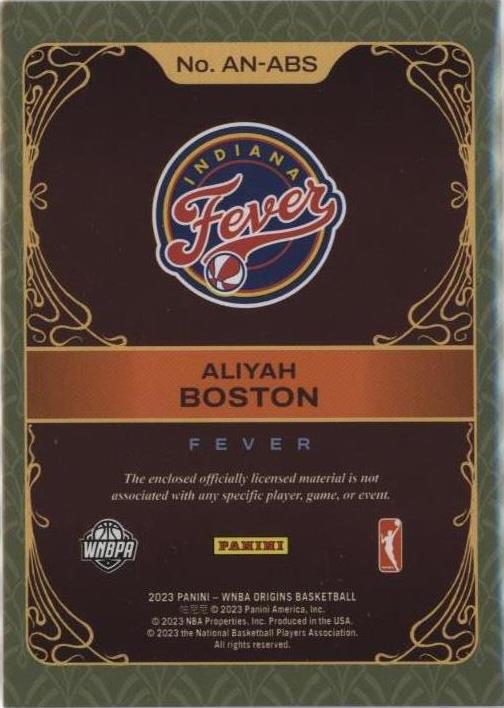 No. AN-ABS
INDIANA
Fever
ALIYAH
BOSTON
FEVER
The enclosed officially licensed material is not
associated with any specific player, game, or event.
WNBPA
PANINI
2023 PANINI – WNBA ORIGINS BASKETBALL
© 2023 Panini America, Inc.
© 2023 NBA Properties, Inc. Produced in the USA.
© 2023 the National Basketball Players Association.
All rights reserved.